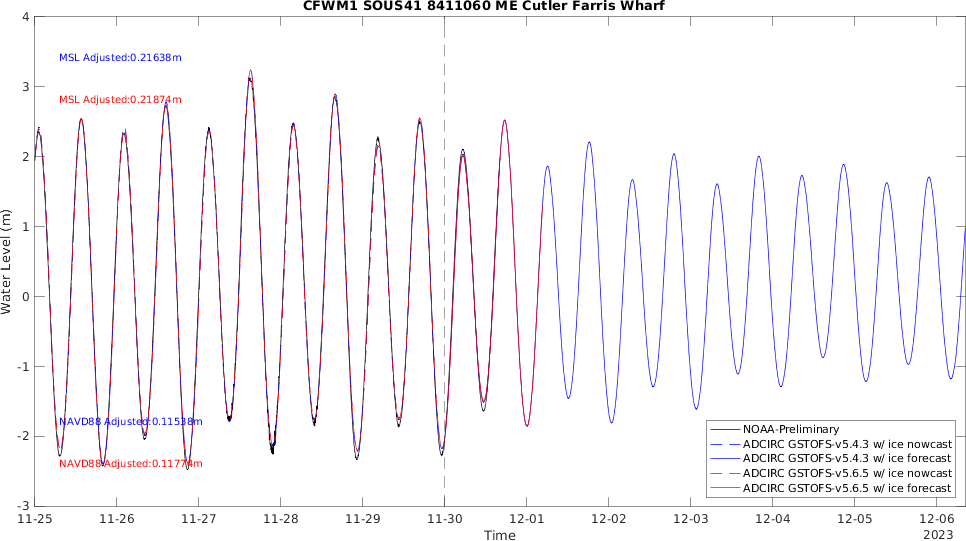 CFWM1 SOUS41 8411060 ME Cutler Farris Wharf
4
MSL Adjusted:0.21638m
3
MSL Adjusted:0.21874m
2
1
Water Level (m)
0
-1
NAVD88 Adjusted:0.11538m
-2
NAVD88 Adjusted:0.11774m
-3
NOAA-Preliminary
ADCIRC GSTOFS-v5.4.3 w/ ice nowcast
ADCIRC GSTOFS-v5.4.3 w/ ice forecast
ADCIRC GSTOFS-v5.6.5 w/ ice nowcast
ADCIRC GSTOFS-v5.6.5 w/ ice forecast
11-25 11-26 11-27 11-28 11-29 11-30 12-01 12-02 12-03 12-04 12-05 12-06
2023
Time